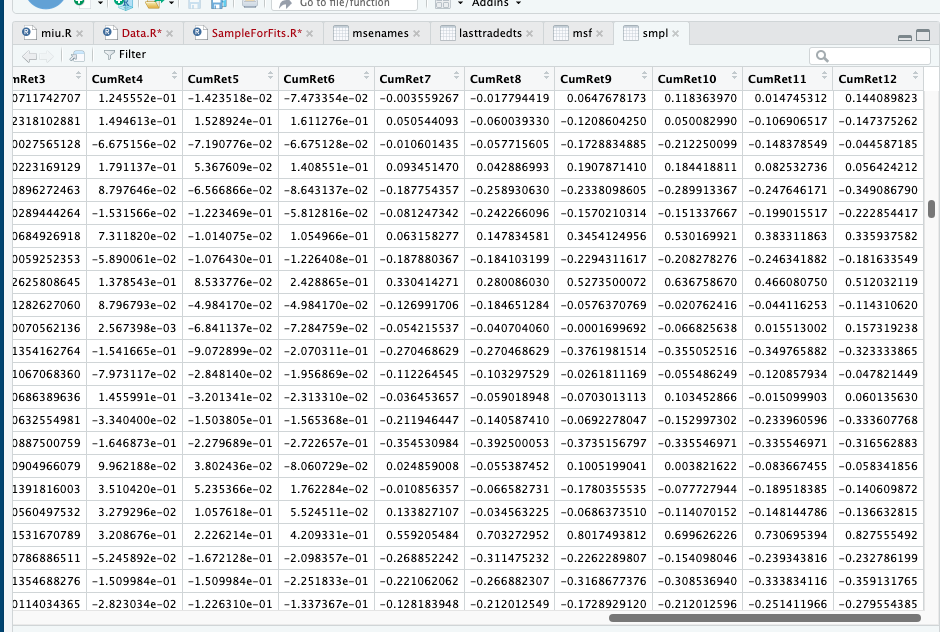 Go to file/function Addins
miu.R Data.R* SampleForFits.R* msenames lasttradedts msf smpl
Filter
mRet3 CumRet4 CumRet5 CumRet6 CumRet7 CumRet8 CumRet9 CumRet10 CumRet11 CumRet12
0711742707 1.245552e-01 -1.423518e-02 -7.473354e-02 -0.003559267 -0.017794419 0.0647678173 0.118363970 0.014745312 0.144089823
2318102881 1.494613e-01 1.528924e-01 1.611276e-01 0.050544093 -0.060039330 -0.1208604250 0.050082990 -0.106906517 -0.147375262
0027565128 -6.675156e-02 -7.190776e-02 -6.675128e-02 -0.010601435 -0.057715605 -0.1728834885 -0.212250099 -0.148378549 -0.044587185
0223169129 1.791137e-01 5.367609e-02 1.408551e-01 0.093451470 0.042886993 0.1907871410 0.184418811 0.082532736 0.056424212
0896272463 8.797646e-02 -6.566866e-02 -8.643137e-02 -0.187754357 -0.258930630 -0.2338098605 -0.289913367 -0.247646171 -0.349086790
0289444264 -1.531566e-02 -1.223469e-01 -5.812816e-02 -0.081247342 -0.242266096 -0.1570210314 -0.151337667 -0.199015517 -0.222854417
0684926918 7.311820e-02 -1.014075e-02 1.054966e-01 0.063158277 0.147834581 0.3454124956 0.530169921 0.383311863 0.335937582
0059252353 -5.890061e-02 -1.076430e-01 -1.226408e-01 -0.187880367 -0.184103199 -0.2294311617 -0.208278276 -0.246341882 -0.181633549
2625808645 1.378543e-01 8.533776e-02 2.428865e-01 0.330414271 0.280086030 0.5273500072 0.636758670 0.466080750 0.512032119
1282627060 8.796793e-02 -4.984170e-02 -4.984170e-02 -0.126991706 -0.184651284 -0.0576370769 -0.020762416 -0.044116253 -0.114310620
0070562136 2.567398e-03 -6.841137e-02 -7.284759e-02 -0.054215537 -0.040704060 -0.0001699692 -0.066825638 0.015513002 0.157319238
1354162764 -1.541665e-01 -9.072899e-02 -2.070311e-01 -0.270468629 -0.270468629 -0.3761981514 -0.355052516 -0.349765882 -0.323333865
1067068360 -7.973117e-02 -2.848140e-02 -1.956869e-02 -0.112264545 -0.103297529 -0.0261811169 -0.055486249 -0.120857934 -0.047821449
0686389636 1.455991e-01 -3.201341e-02 -2.313310e-02 -0.036453657 -0.059018948 -0.0703013113 0.103452866 -0.015099903 0.060135630
0632554981 -3.340400e-02 -1.503805e-01 -1.565368e-01 -0.211946447 -0.140587410 -0.0692278047 -0.152997302 -0.233960596 -0.333607768
0887500759 -1.646873e-01 -2.279689e-01 -2.722657e-01 -0.354530984 -0.392500053 -0.3735156797 -0.335546971 -0.335546971 -0.316562883
0904966079 9.962188e-02 3.802436e-02 -8.060729e-02 0.024859008 -0.055387452 0.1005199041 0.003821622 -0.083667455 -0.058341856
1391816003 3.510420e-01 5.235366e-02 1.762284e-02 -0.010856357 -0.066582731 -0.1780355535 -0.077727944 -0.189518385 -0.140609872
0560497532 3.279296e-02 1.057618e-01 5.524511e-02 0.133827107 -0.034563225 -0.0686373510 -0.114070152 -0.148144786 -0.136632815
1531670789 3.208676e-01 2.226214e-01 4.209331e-01 0.559205484 0.703272952 0.8017493812 0.699626226 0.730695394 0.827555492
0786886511 -5.245892e-02 -1.672128e-01 -2.098357e-01 -0.268852242 -0.311475232 -0.2262289807 -0.154098046 -0.239343816 -0.232786199
1354688276 -1.509984e-01 -1.509984e-01 -2.251833e-01 -0.221062062 -0.266882307 -0.3168677376 -0.308536940 -0.333834116 -0.359131765
0114034365 -2.823034e-02 -1.226310e-01 -1.337367e-01 -0.128183948 -0.212012549 -0.1728929120 -0.212012596 -0.251411966 -0.279554385